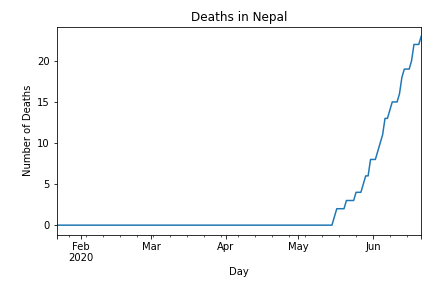 Deaths in Nepal
Number of Deaths
20
15
10
5
0
Feb
2020
Mar
Apr
May
Jun
Day